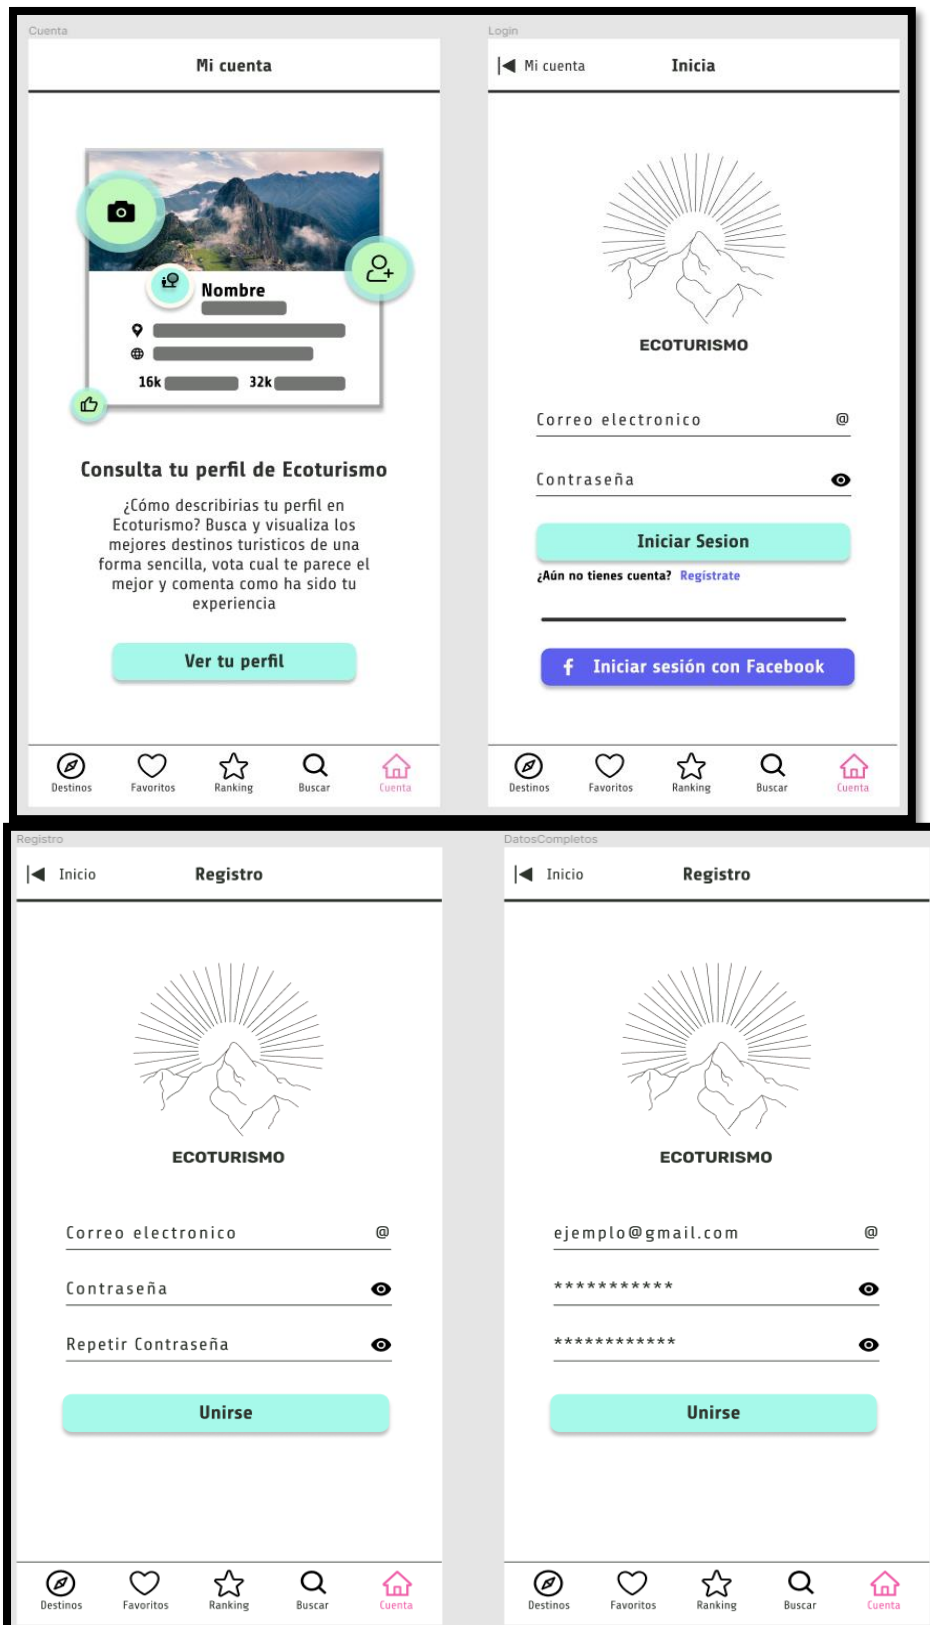 Cuenta
Mi cuenta
Nombre
16k 32k
Consulta tu perfil de Ecoturismo
¿Cómo describirias tu perfil en
Ecoturismo? Busca y visualiza los
mejores destinos turisticos de una
forma sencilla, vota cual te parece el
mejor y comenta como ha sido tu
experiencia
Ver tu perfil
Destinos Favoritos Ranking Buscar Cuenta
Login
Mi cuenta Inicia
ECOTURISMO
Correo electronico @
Contraseña
Iniciar Sesion
¿Aún no tienes cuenta? Registrate
f Iniciar sesión con Facebook
Destinos Favoritos Ranking Buscar Cuenta
Registro
Inicio Registro
ECOTURISMO
Correo electronico @
Contraseña
Repetir Contraseña
Unirse
Destinos Favoritos Ranking Buscar Cuenta
DatosCompletos
Inicio Registro
ECOTURISMO
ejemplo@gmail.com @
***********
************
Unirse
Destinos Favoritos Ranking Buscar Cuenta